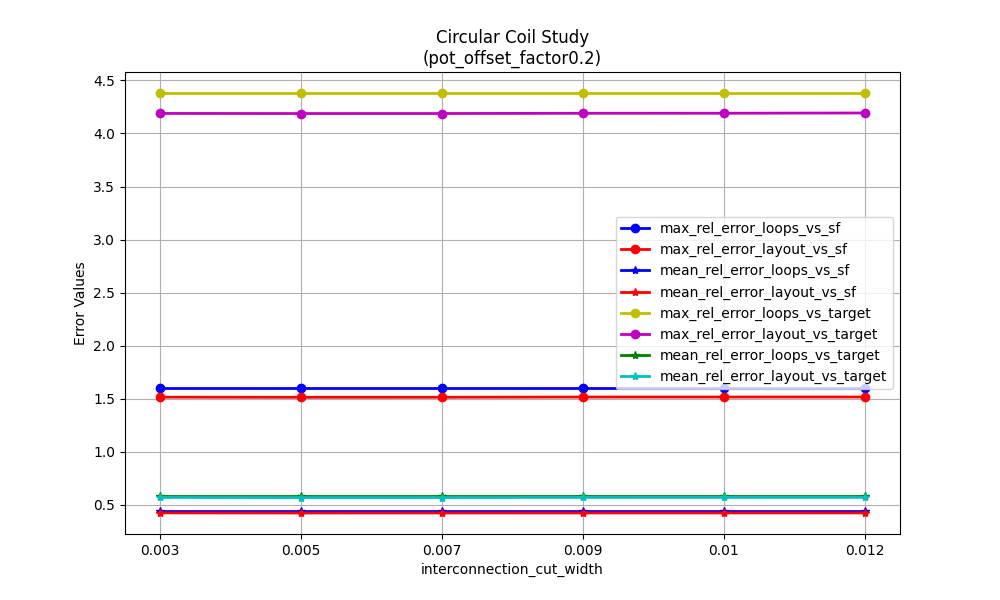 Circular Coil Study
(pot_offset_factor0.2)
4.5
4.0
3.5
3.0
2.5
2.0
1.5
1.0
0.5
Error Values
max_rel_error_loops_vs_sf
max_rel_error_layout_vs_sf
mean_rel_error_loops_vs_sf
mean_rel_error_layout_vs_sf
max_rel_error_loops_vs_target
max_rel_error_layout_vs_target
mean_rel_error_loops_vs_target
mean_rel_error_layout_vs_target
0.003 0.005 0.007 0.009 0.01 0.012
interconnection_cut_width